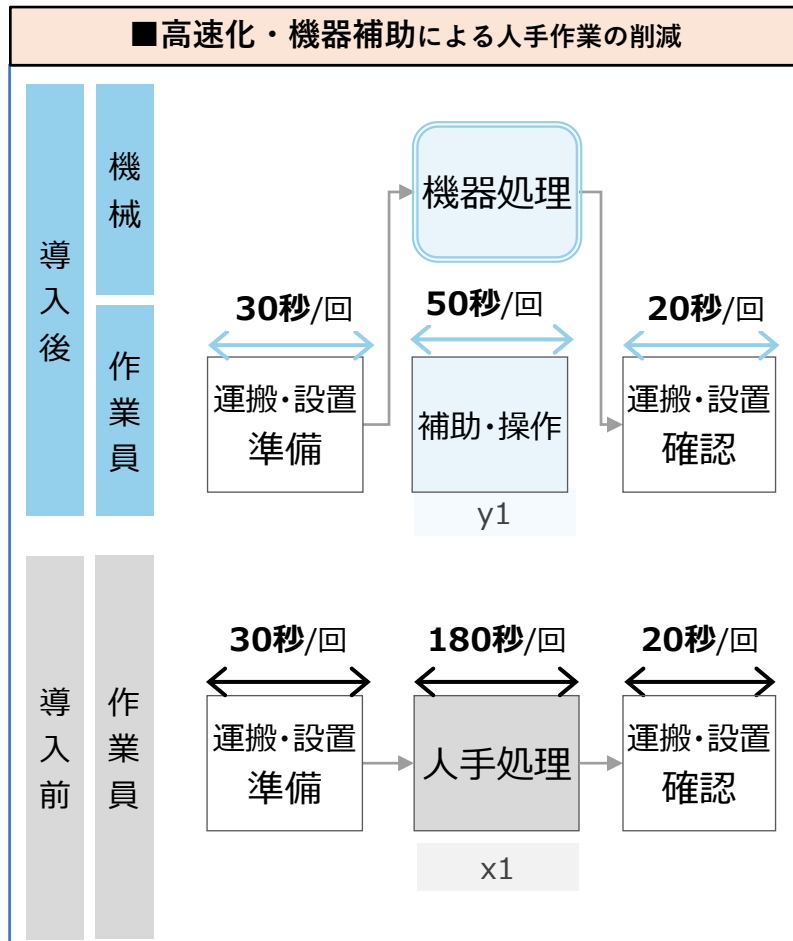 ■高速化・機器補助による人手作業の削減
導入後
機械
機器処理
作業員
30秒/回
50秒/回
20秒/回
運搬・設置
準備
補助・操作
運搬・設置
確認
y1
導入前
作業員
30秒/回
180秒/回
20秒/回
運搬・設置
準備
人手処理
運搬・設置
確認
x1